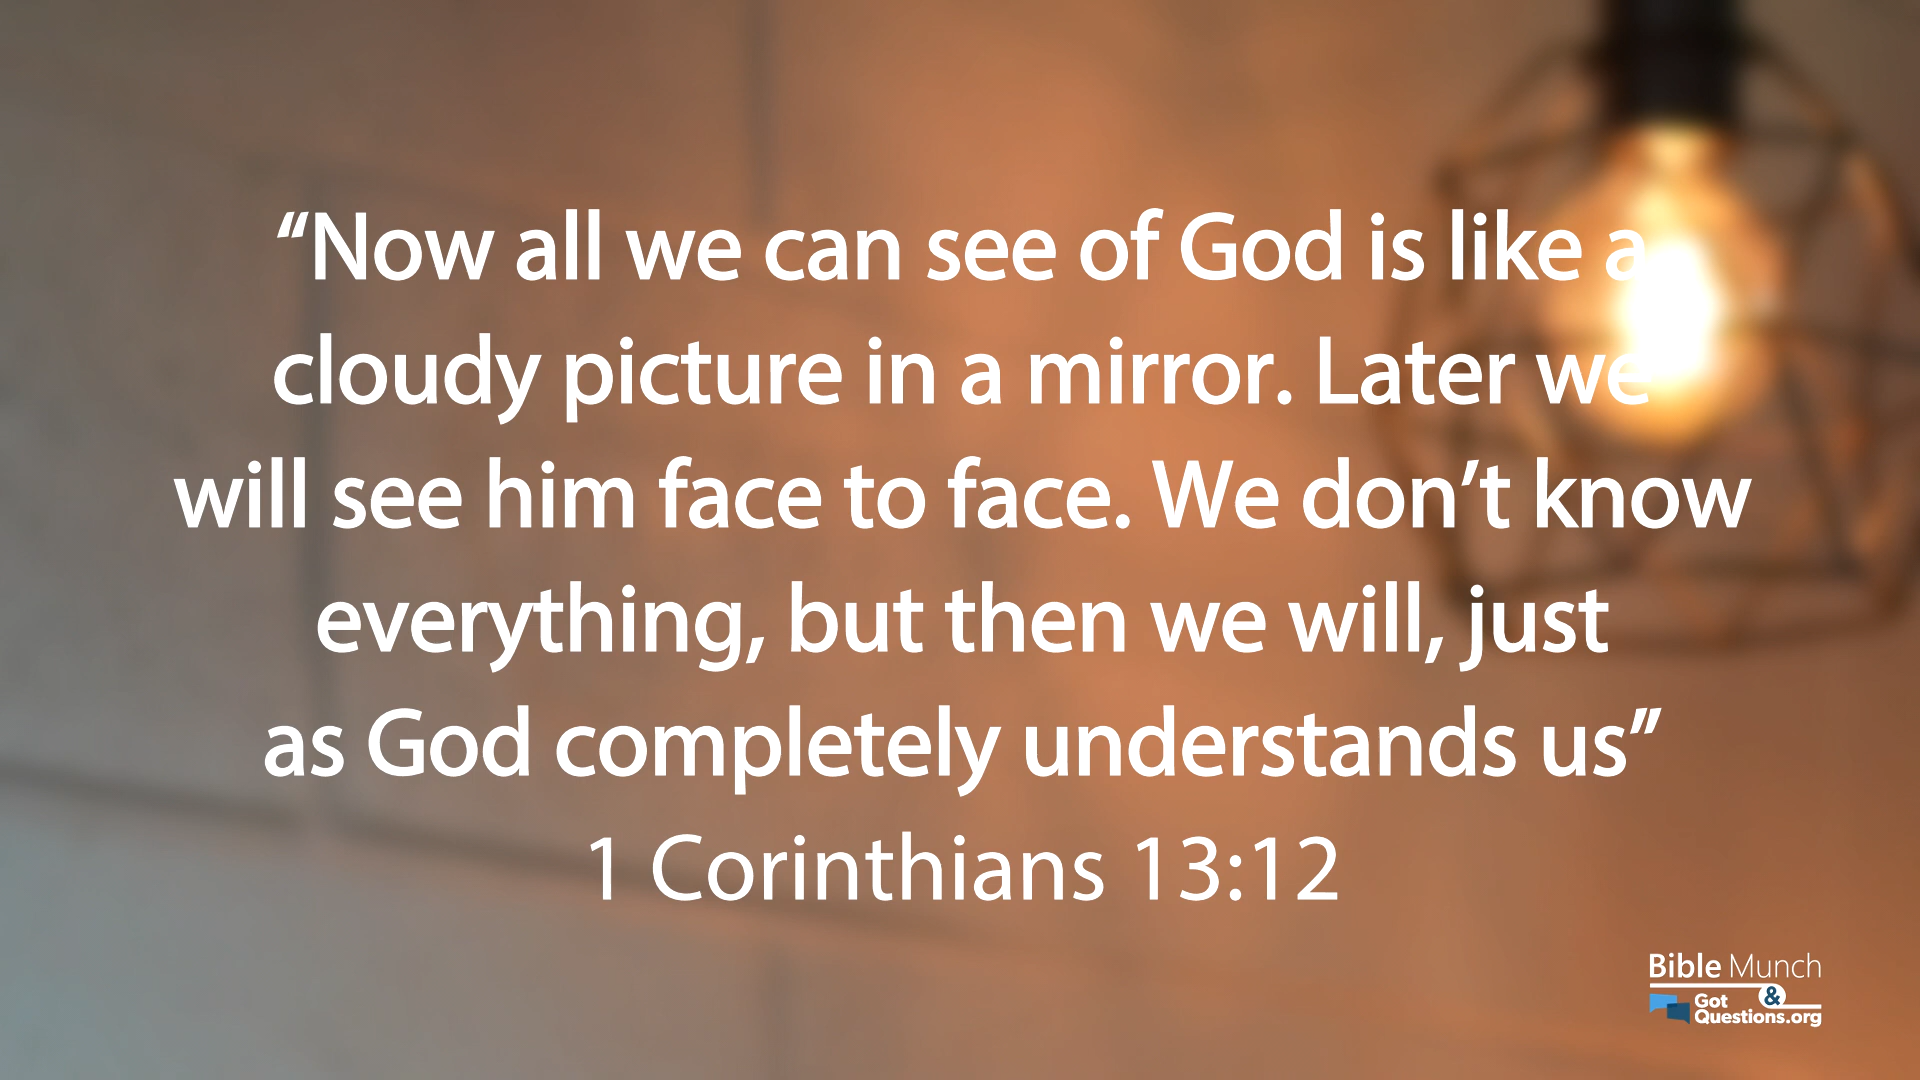 “Now all we can see of God is like a
cloudy picture in a mirror. Later we
will see him face to face. We don’t know
everything, but then we will, just
as God completely understands us”
1 Corinthians 13:12
Bible Munch
&
Got
Questions.org